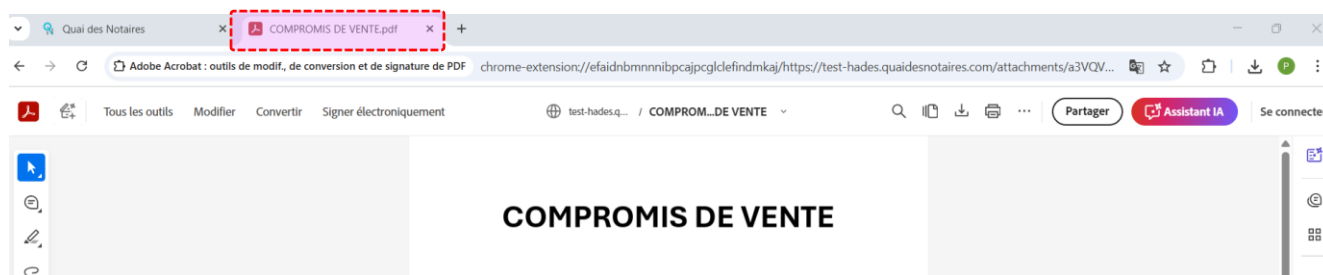 Quai des Notaires
COMPROMIS DE VENTE.pdf
Adobe Acrobat : outils de modif., de conversion et de signature de PDF
chrome-extension://efaidnbmnnnibpcajpcglclefindmkaj/https://test-hades.quaidesnotaires.com/attachments/a3VQV...
P
Tous les outils Modifier Convertir Signer électroniquement
test-hades.q... / COMPROM...DE VENTE
Partager
Assistant IA
Se connecte
COMPROMIS DE VENTE